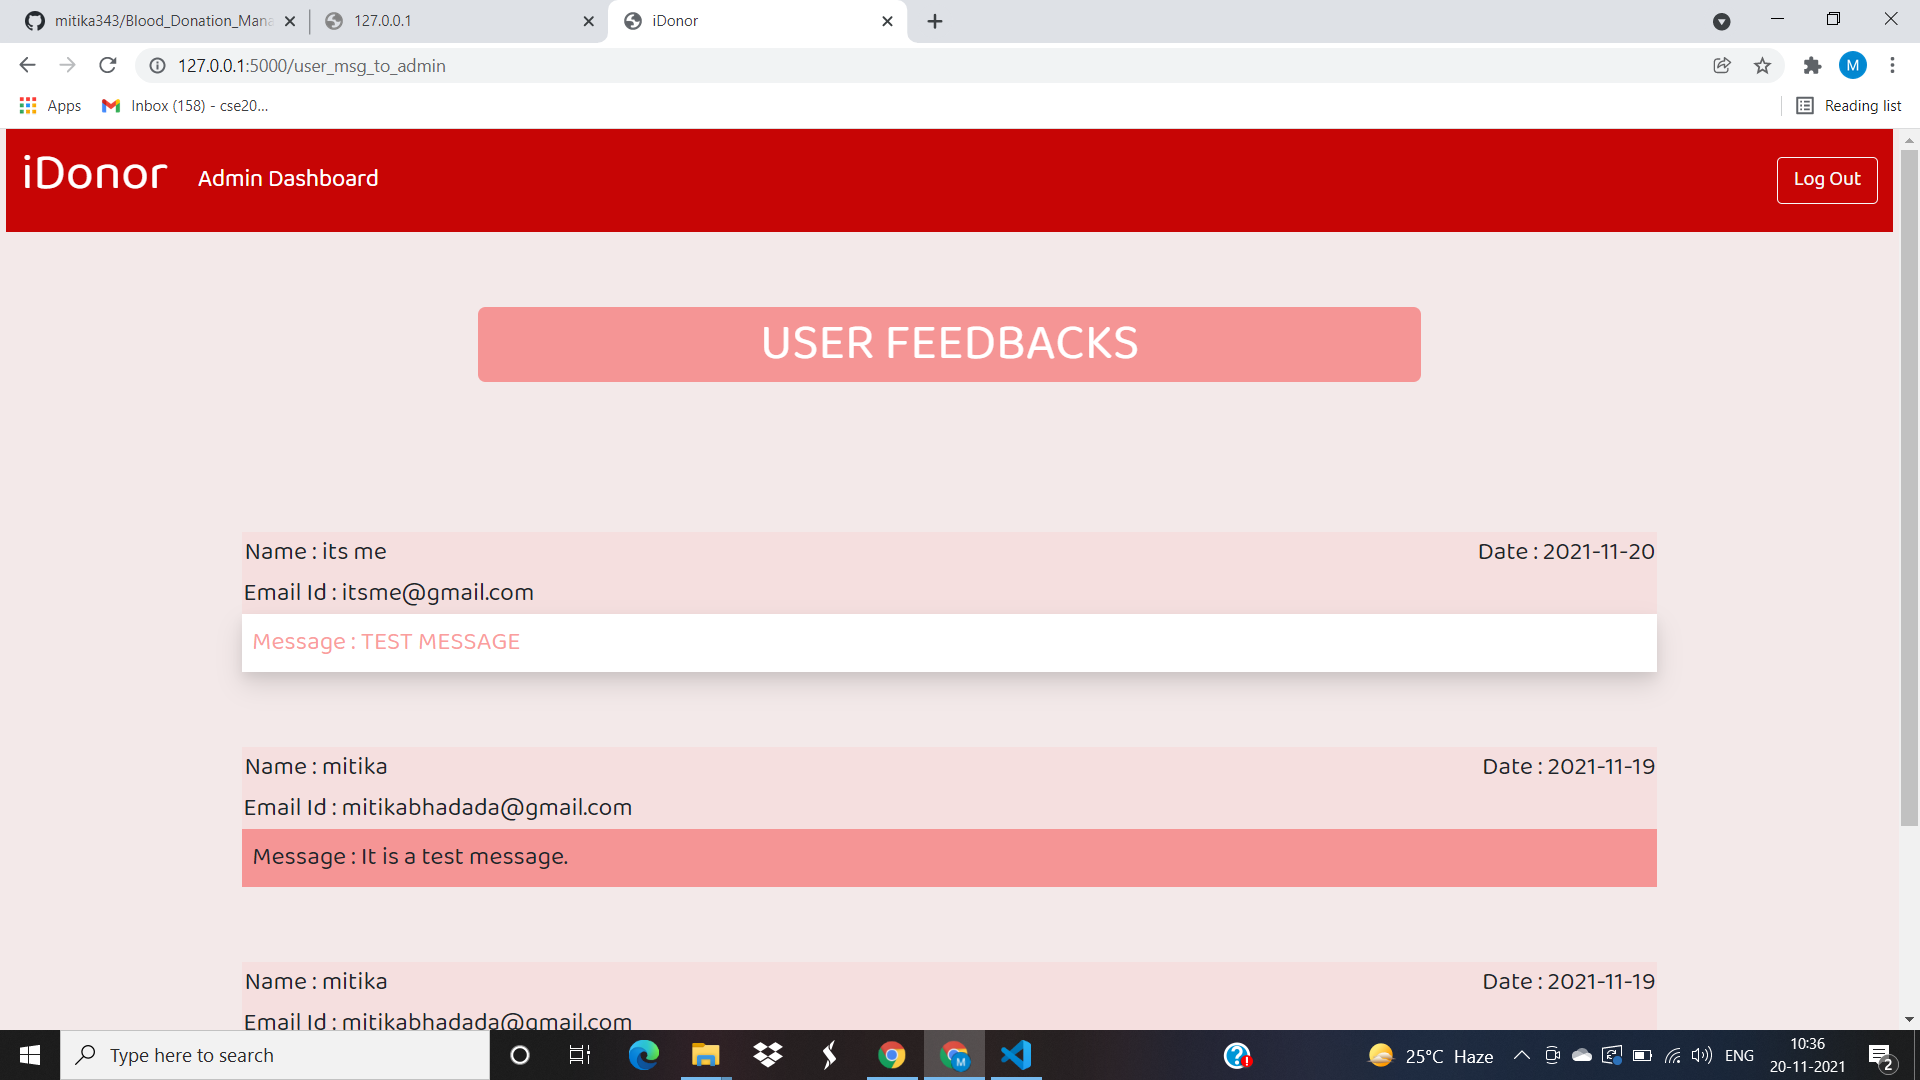 mitika343/Blood_Donation_Mana
127.0.0.1
iDonor
127.0.0.1:5000/user_msg_to_admin
M
Apps
Inbox (158) - cse20...
Reading list
iDonor
Admin Dashboard
Log Out
USER FEEDBACKS
Name : its me
Date : 2021-11-20
Email Id : itsme@gmail.com
Message : TEST MESSAGE
Name : mitika
Date : 2021-11-19
Email Id : mitikabhadada@gmail.com
Message : It is a test message.
Name : mitika
Date : 2021-11-19
Email Id : mitikabhadada@gmail.com
Type here to search
M
25°C Haze
ENG
10:36
20-11-2021
2